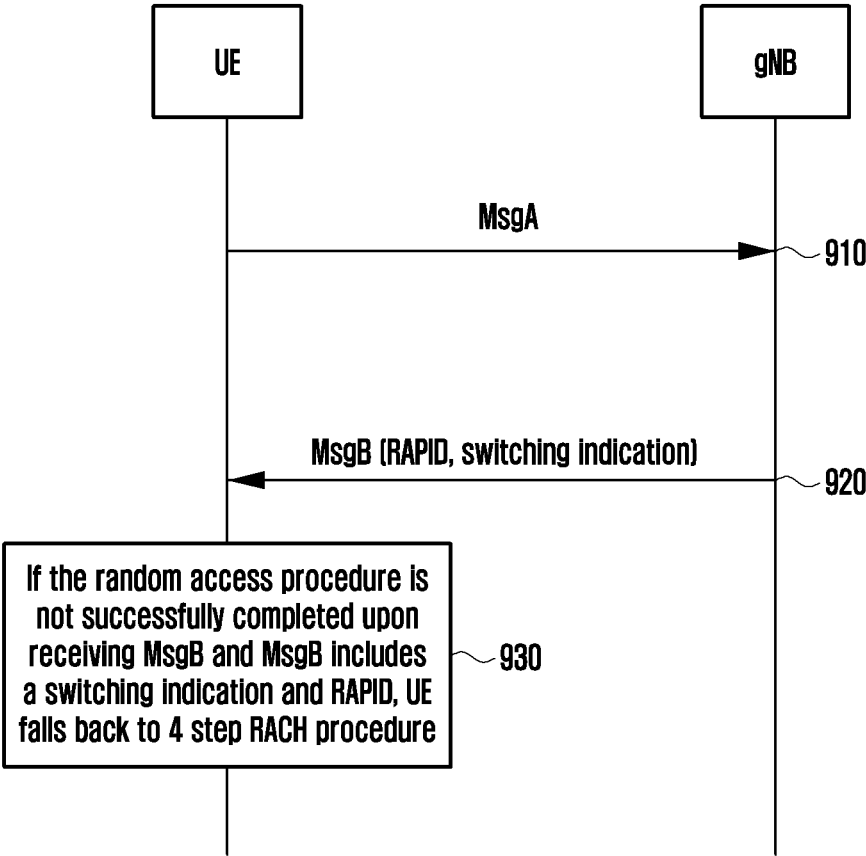 UE
gNB
MsgA
910
MsgB (RAPID, switching indication)
920
If the random access procedure is
not successfully completed upon
receiving MsgB and MsgB includes
a switching indication and RAPID, UE
falls back to 4 step RACH procedure
930